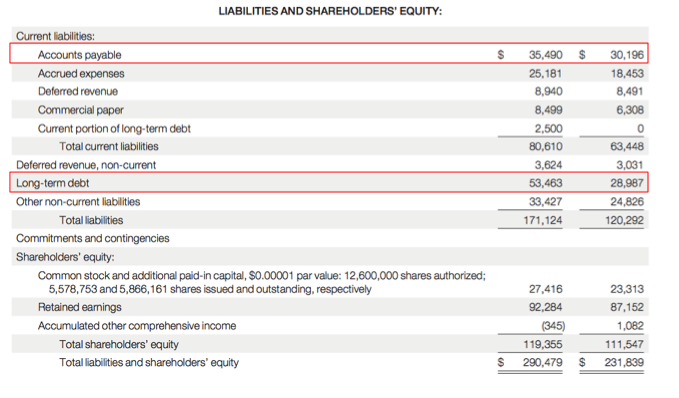 LIABILITIES AND SHAREHOLDERS' EQUITY:
Current liabilities:
Accounts payable $ 35,490 $ 30,196
Accrued expenses 25,181 18,453
Deferred revenue 8,940 8,491
Commercial paper 8,499 6,308
Current portion of long-term debt 2,500 0
Total current liabilities 80,610 63,448
Deferred revenue, non-current 3,624 3,031
Long-term debt 53,463 28,987
Other non-current liabilities 33,427 24,826
Total liabilities 171,124 120,292
Commitments and contingencies
Shareholders' equity:
Common stock and additional paid-in capital, $0.00001 par value: 12,600,000 shares authorized;
5,578,753 and 5,866,161 shares issued and outstanding, respectively 27,416 23,313
Retained earnings 92,284 87,152
Accumulated other comprehensive income (345) 1,082
Total shareholders' equity 119,355 111,547
Total liabilities and shareholders' equity $ 290,479 $ 231,839